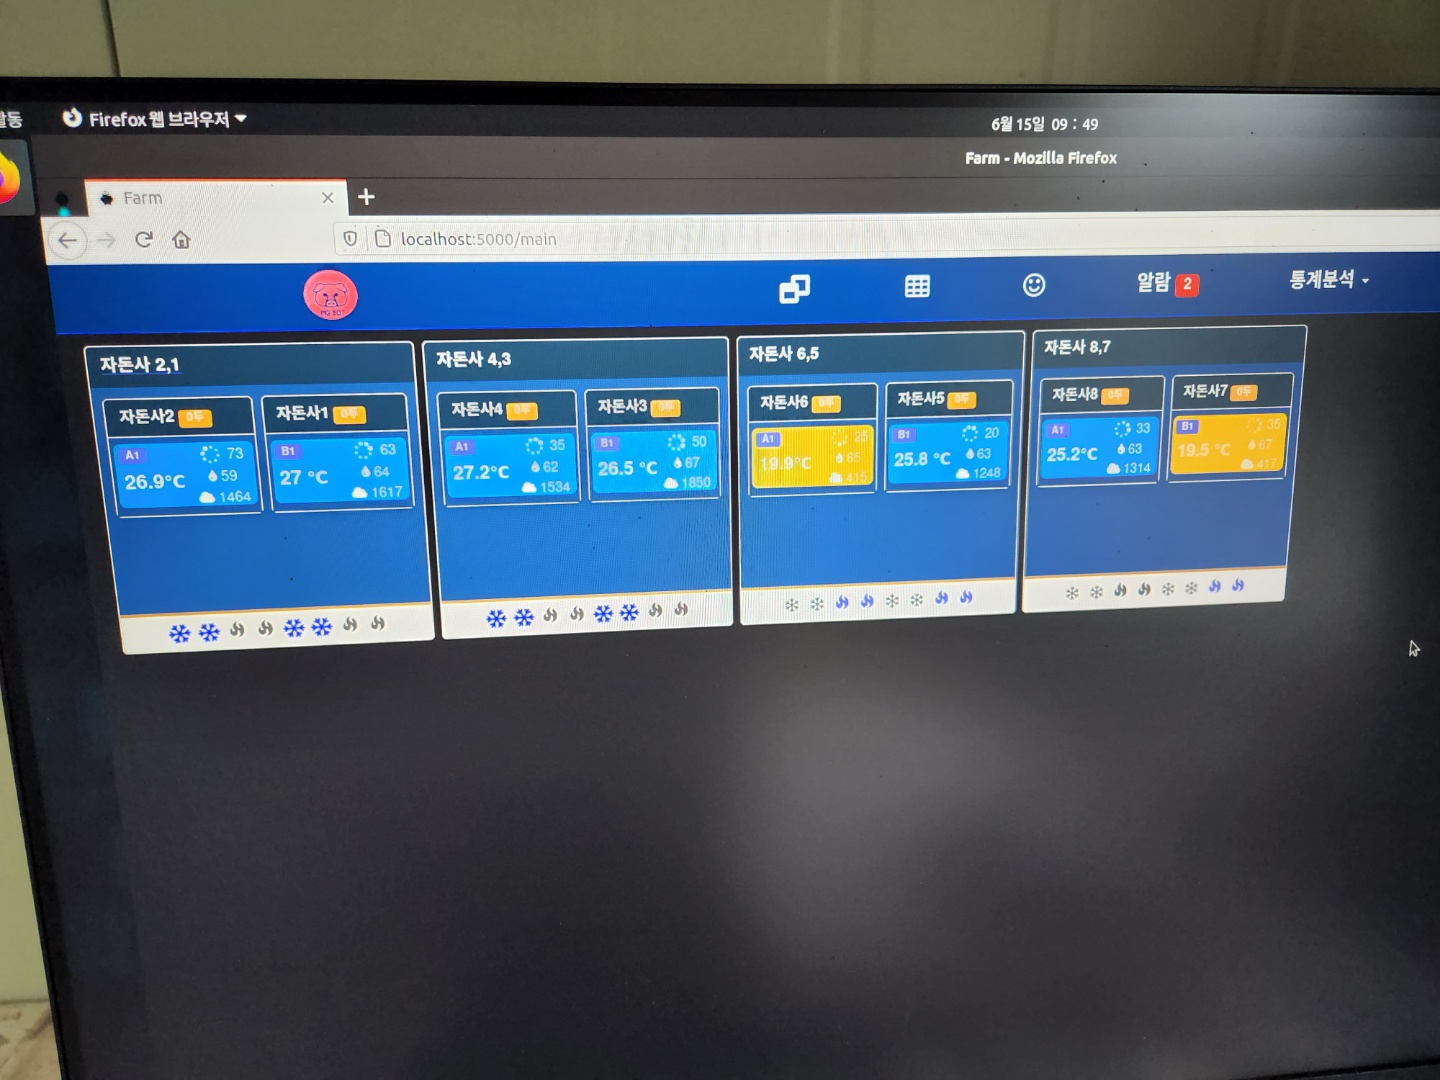 Firefox 웹 브라우저
6월 15일 09 : 49
Farm - Mozilla Firefox
Farm
localhost:5000/main
알람 2
통계분석
자돈사 2,1
자돈사2 0두
A1
73
26.9°C
59
1464
자돈사1 0두
B1
63
27 °C
64
1617
자돈사 4,3
자돈사4 0두
A1
35
27.2°C
62
1534
자돈사3 0두
B1
50
26.5 °C
67
1850
자돈사 6,5
자돈사6 0두
A1
25
19.9°C
65
415
자돈사5 0두
B1
20
25.8 °C
63
1248
자돈사 8,7
자돈사8 0두
A1
33
25.2°C
63
1314
자돈사7 0두
B1
35
19.5 °C
67
417